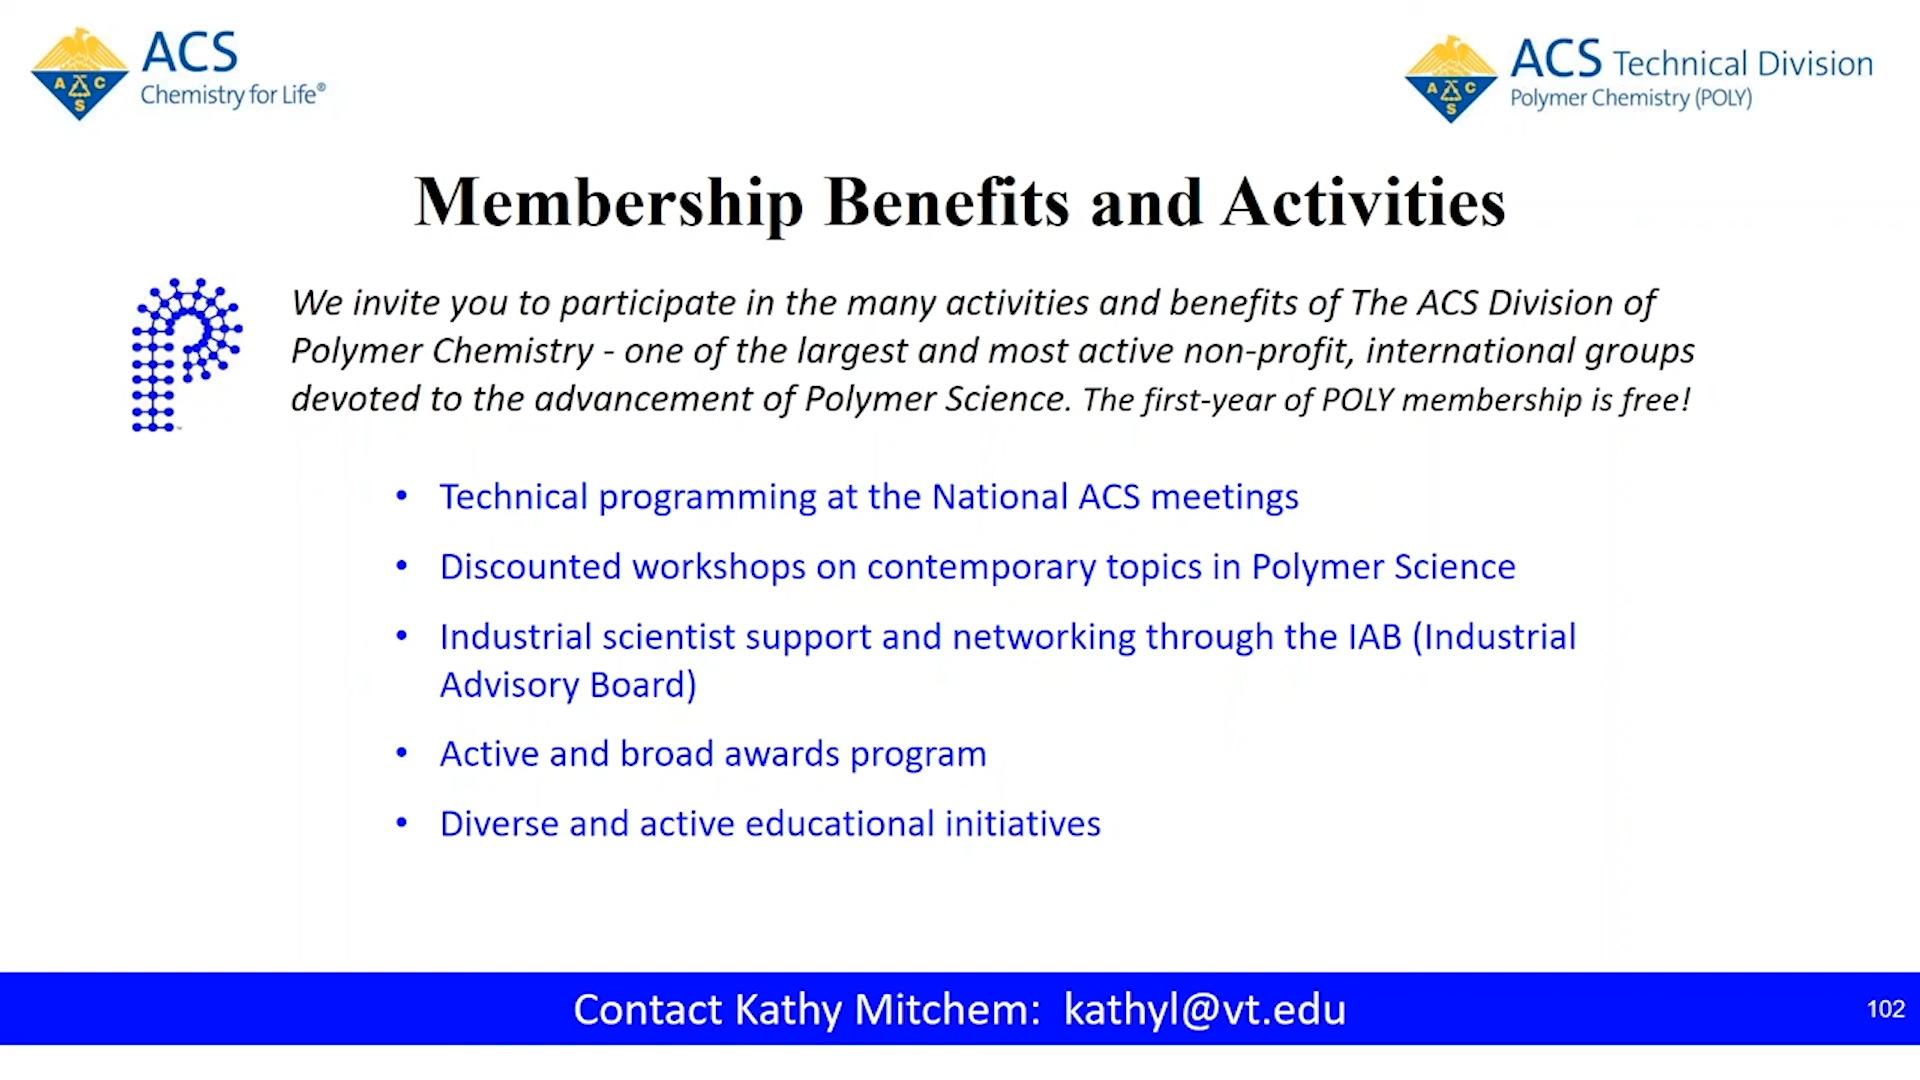 ACS
Chemistry for Life®
A C S
ACS Technical Division
Polymer Chemistry (POLY)
A C S
Membership Benefits and Activities
We invite you to participate in the many activities and benefits of The ACS Division of
Polymer Chemistry - one of the largest and most active non-profit, international groups
devoted to the advancement of Polymer Science. The first-year of POLY membership is free!
• Technical programming at the National ACS meetings
• Discounted workshops on contemporary topics in Polymer Science
• Industrial scientist support and networking through the IAB (Industrial
Advisory Board)
• Active and broad awards program
• Diverse and active educational initiatives
Contact Kathy Mitchem: kathyl@vt.edu
102